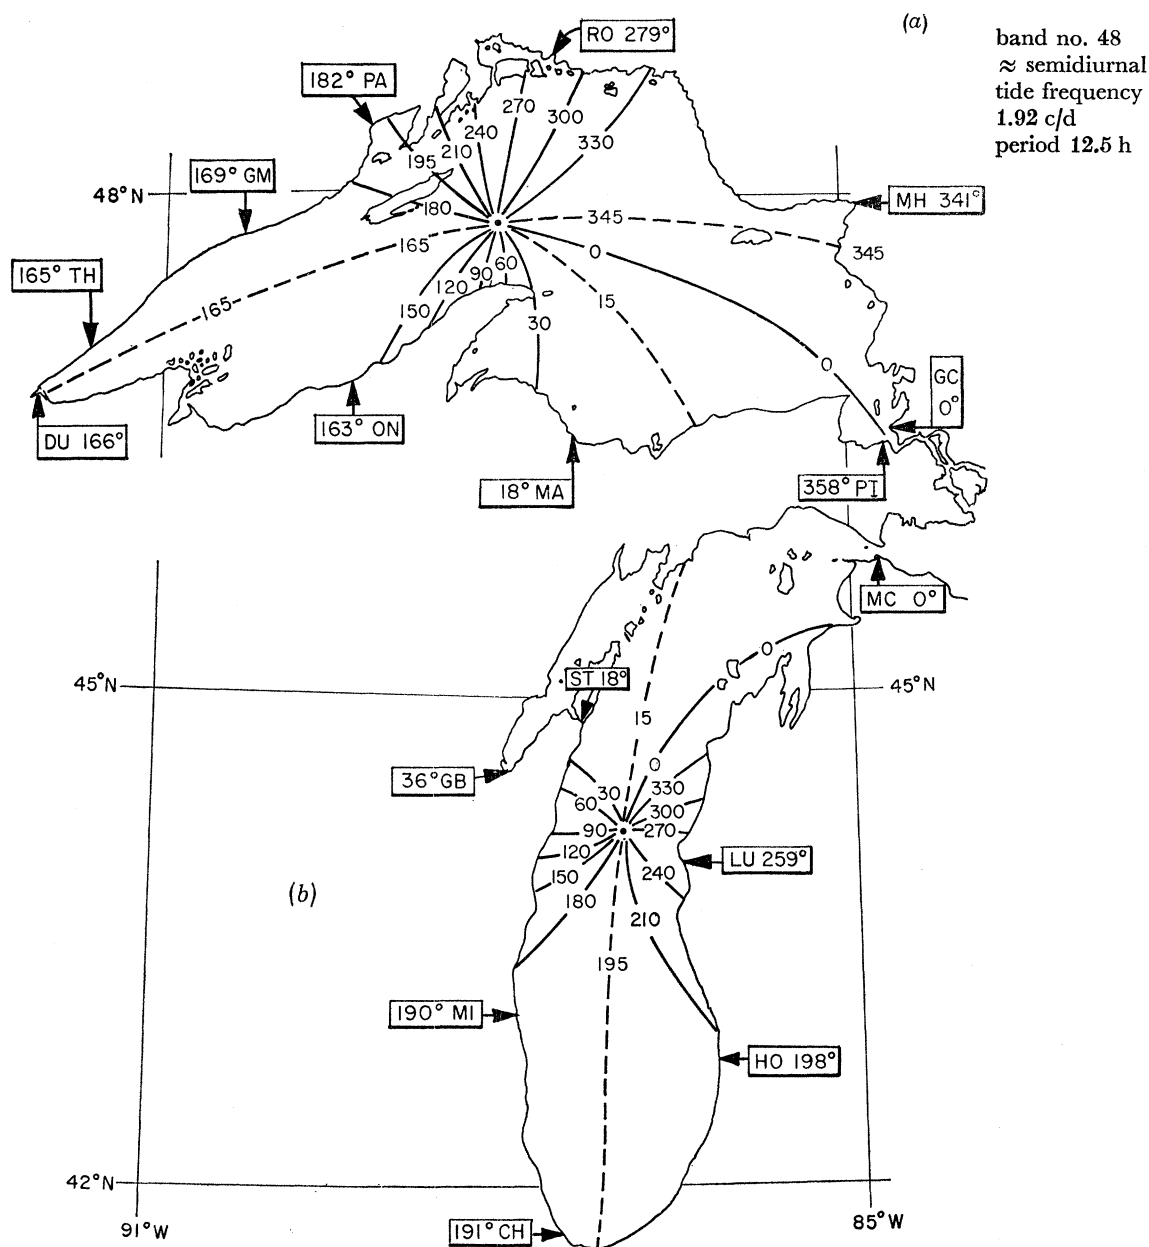 (a)
band no. 48
≈ semidiurnal
tide frequency
1.92 c/d
period 12.5 h
RO 279°
182° PA
169° GM
48°N
165° TH
MH 341°
GC
0°
DU 166°
163° ON
18° MA
358° PI
270
300
330
240
210
195
180
165
165
150
120
90
60
30
15
0
0
345
345
MC 0°
45°N
45°N
ST 18°
36° GB
0
15
0
30
60
90
120
150
180
330
300
270
240
210
195
LU 259°
(b)
190° MI
HO 198°
42°N
191° CH
91°W
85°W